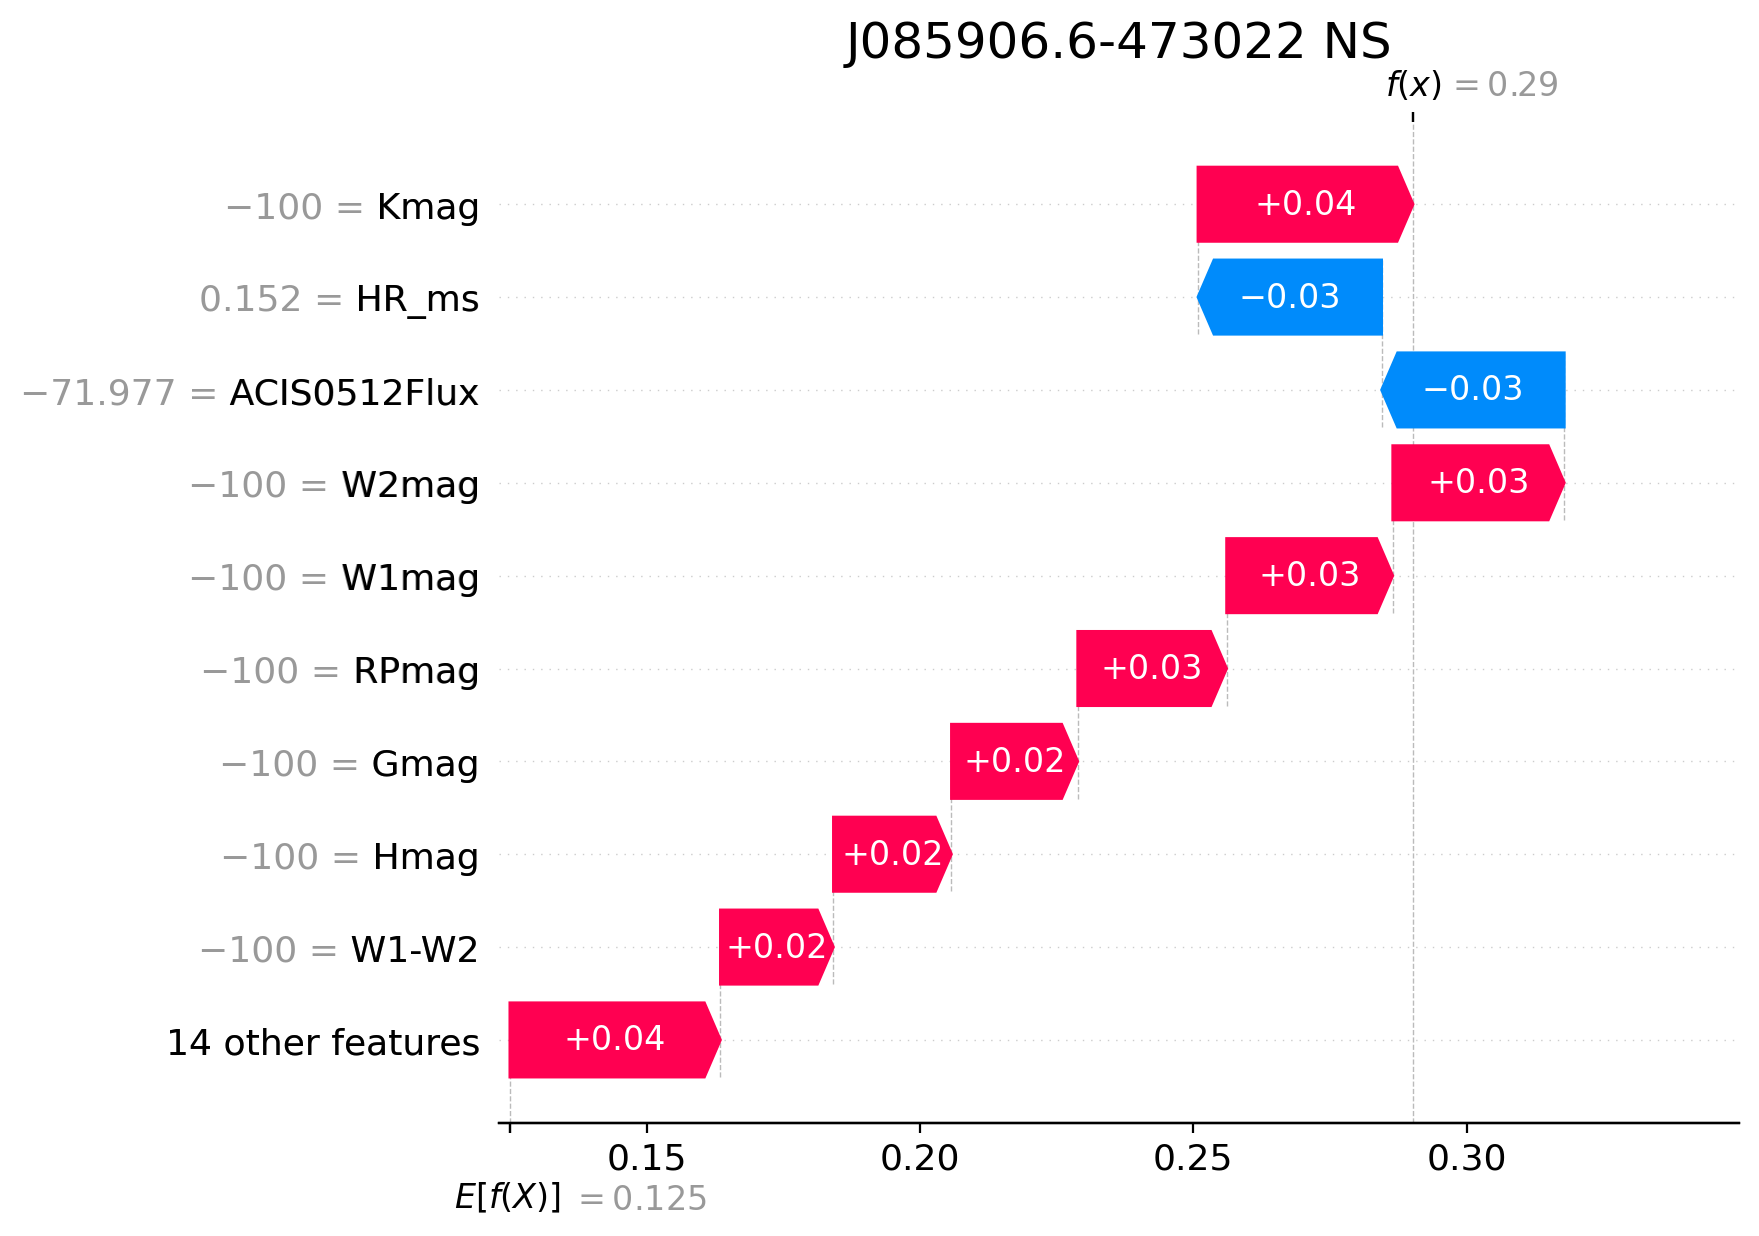 J085906.6-473022 NS
f(x) = 0.29
−100 = Kmag +0.04
0.152 = HR_ms −0.03
−71.977 = ACIS0512Flux −0.03
−100 = W2mag +0.03
−100 = W1mag +0.03
−100 = RPmag +0.03
−100 = Gmag +0.02
−100 = Hmag +0.02
−100 = W1-W2 +0.02
14 other features +0.04
0.15 0.20 0.25 0.30
E[f(X)] = 0.125